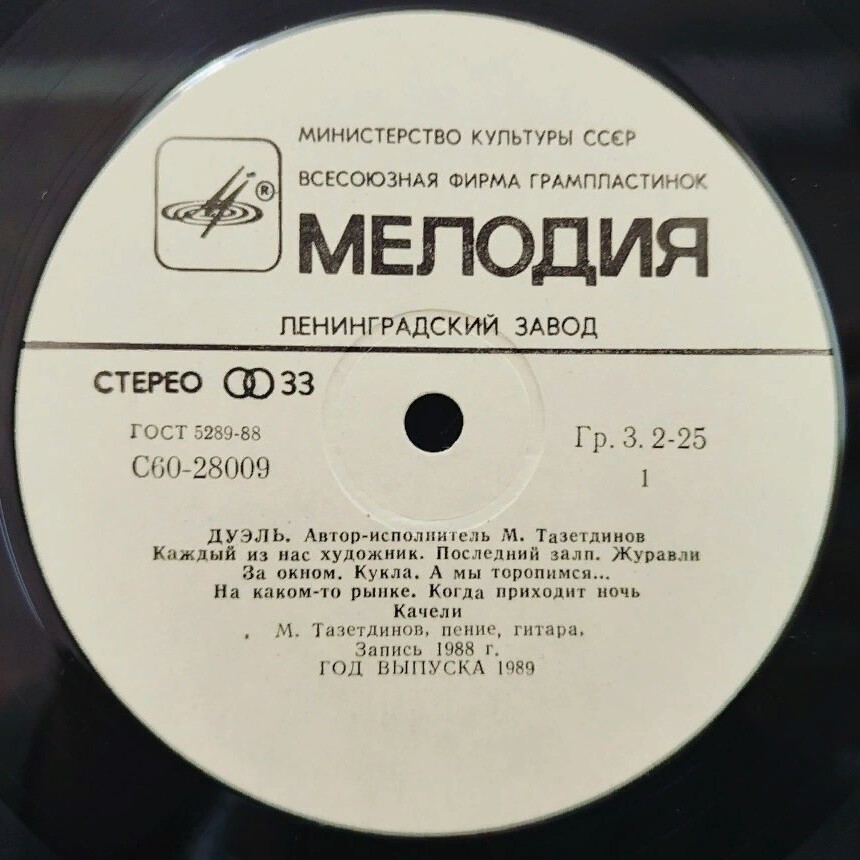 МИНИСТЕРСТВО КУЛЬТУРЫ СССР
ВСЕСОЮЗНАЯ ФИРМА ГРАМПЛАСТИНОК
®
МЕЛОДИЯ
ЛЕНИНГРАДСКИЙ ЗАВОД
СТЕРЕО 33
ГОСТ 5289-88
Гр. 3. 2-25
С60-28009
1
ДУЭЛЬ. Автор-исполнитель М. Тазетдинов
Каждый из нас художник. Последний залп. Журавли
За окном. Кукла. А мы торопимся...
На каком-то рынке. Когда приходит ночь
Качели
М. Тазетдинов, пение, гитара.
Запись 1988 г.
ГОД ВЫПУСКА 1989